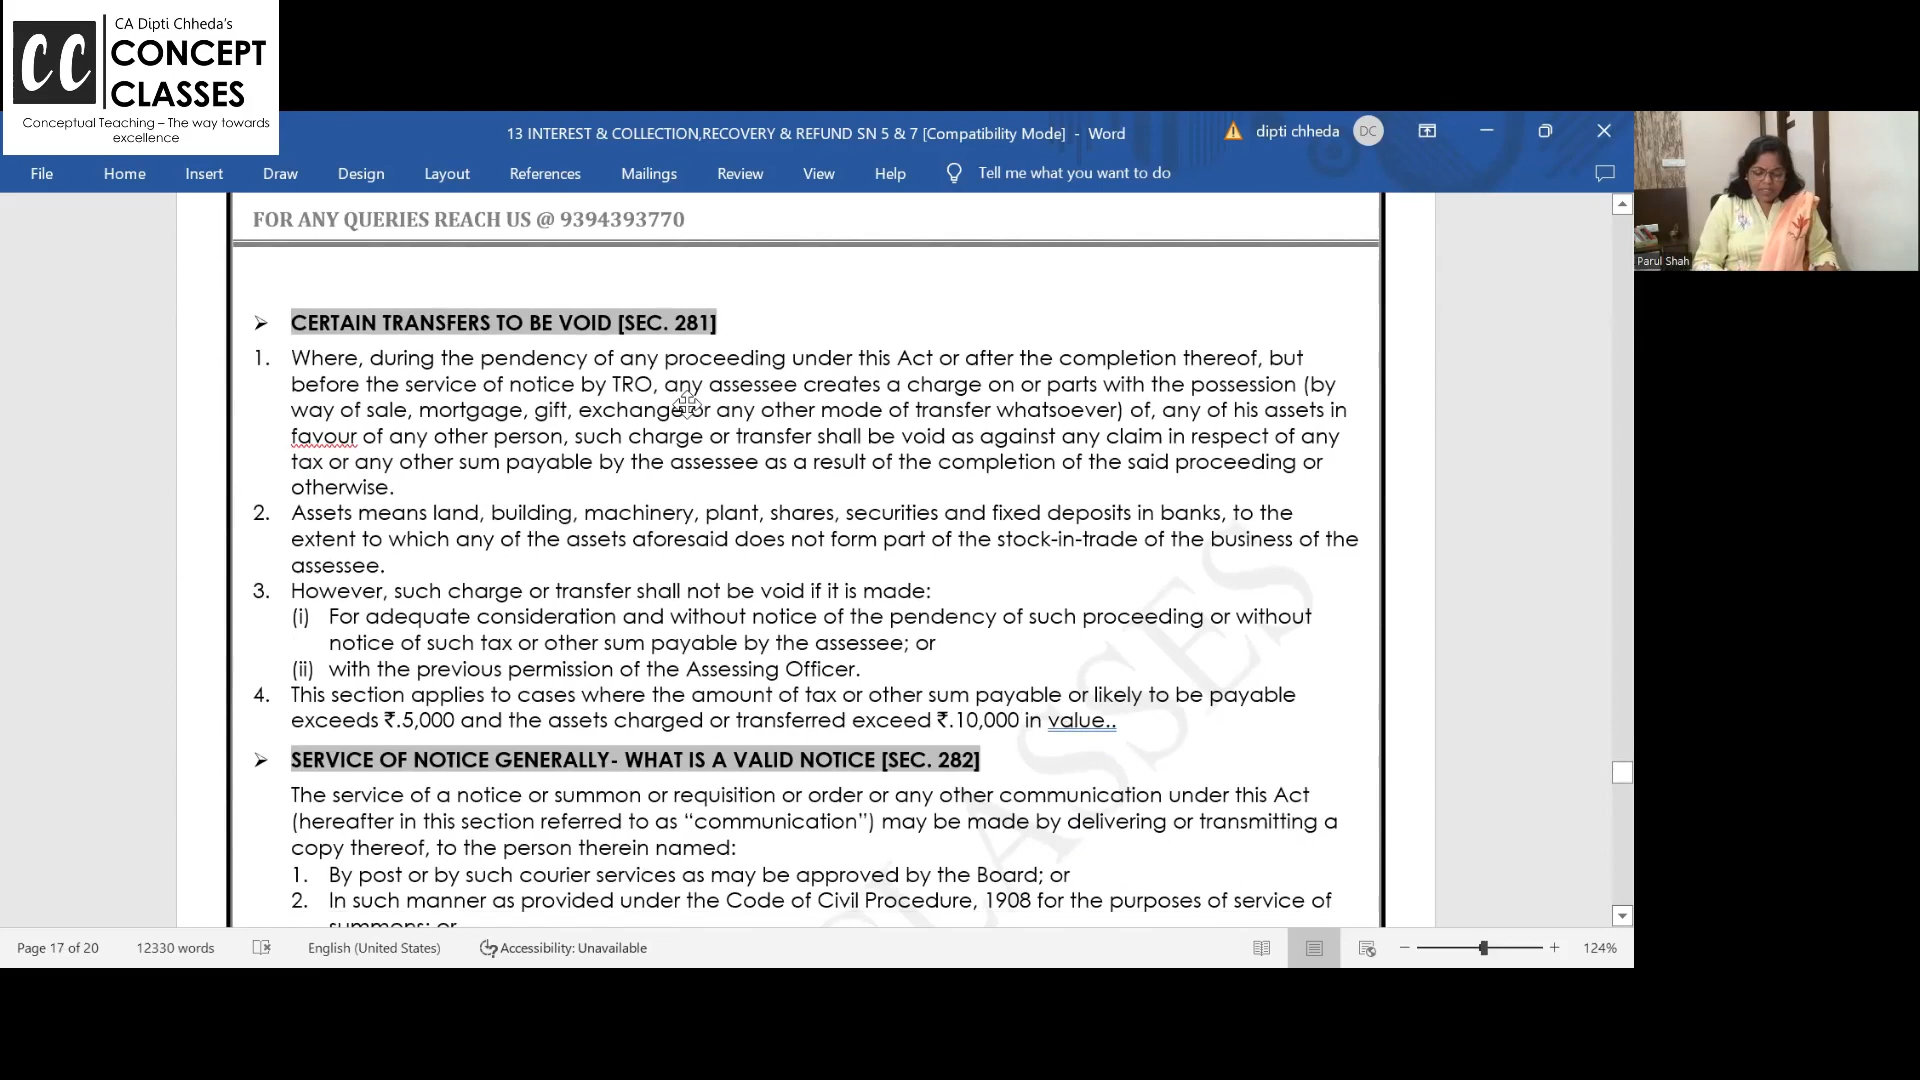 CA Dipti Chheda's
CC CONCEPT
CLASSES
Conceptual Teaching – The way towards
excellence
13 INTEREST & COLLECTION,RECOVERY & REFUND SN 5 & 7 [Compatibility Mode] - Word
dipti chheda
DC
File Home Insert Draw Design Layout References Mailings Review View Help Tell me what you want to do
Parul Shah
FOR ANY QUERIES REACH US @ 9394393770
➢ CERTAIN TRANSFERS TO BE VOID [SEC. 281]
1. Where, during the pendency of any proceeding under this Act or after the completion thereof, but
before the service of notice by TRO, any assessee creates a charge on or parts with the possession (by
way of sale, mortgage, gift, exchange or any other mode of transfer whatsoever) of, any of his assets in
favour of any other person, such charge or transfer shall be void as against any claim in respect of any
tax or any other sum payable by the assessee as a result of the completion of the said proceeding or
otherwise.
2. Assets means land, building, machinery, plant, shares, securities and fixed deposits in banks, to the
extent to which any of the assets aforesaid does not form part of the stock-in-trade of the business of the
assessee.
3. However, such charge or transfer shall not be void if it is made:
(i) For adequate consideration and without notice of the pendency of such proceeding or without
notice of such tax or other sum payable by the assessee; or
(ii) with the previous permission of the Assessing Officer.
4. This section applies to cases where the amount of tax or other sum payable or likely to be payable
exceeds ₹.5,000 and the assets charged or transferred exceed ₹.10,000 in value..
➢ SERVICE OF NOTICE GENERALLY- WHAT IS A VALID NOTICE [SEC. 282]
The service of a notice or summon or requisition or order or any other communication under this Act
(hereafter in this section referred to as “communication”) may be made by delivering or transmitting a
copy thereof, to the person therein named:
1. By post or by such courier services as may be approved by the Board; or
2. In such manner as provided under the Code of Civil Procedure, 1908 for the purposes of service of
summons; or
CLASSES
Page 17 of 20 12330 words English (United States) Accessibility: Unavailable 124%